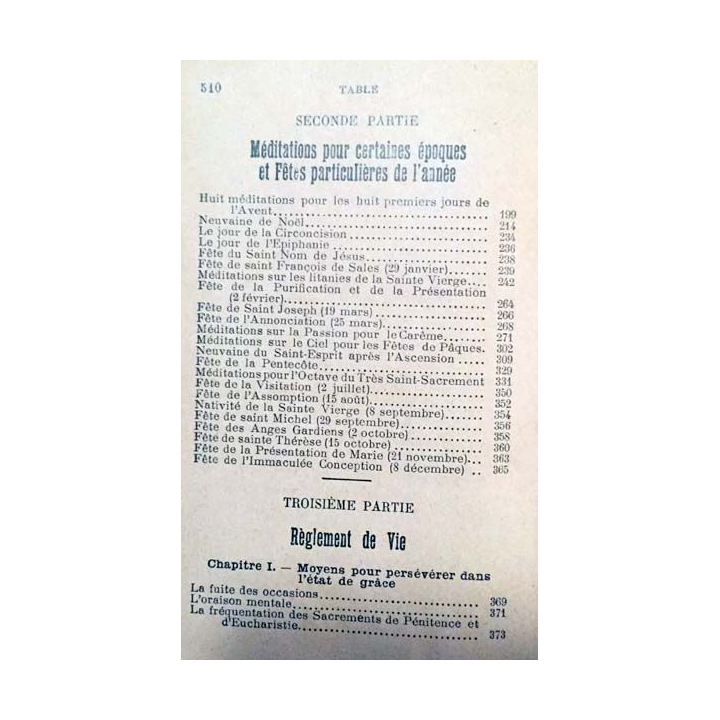 510 TABLE
SECONDE PARTIE
Méditations pour certaines époques
et Fêtes particulières de l'année
Huit méditations pour les huit premiers jours de
l'Avent........ 199
Neuvaine de Noël........ 214
Le jour de la Circoncision........ 234
Le jour de l'Epiphanie........ 236
Fête du Saint Nom de Jésus........ 238
Fête de saint François de Sales (29 janvier)....... 239
Méditations sur les litanies de la Sainte Vierge.... 242
Fête de la Purification et de la Présentation
(2 février)........ 264
Fête de Saint Joseph (19 mars)........ 266
Fête de l'Annonciation (25 mars)........ 268
Méditations sur la Passion pour le Carême........ 271
Méditations sur le Ciel pour les Fêtes de Pâques. 302
Neuvaine du Saint-Esprit après l'Ascension ..... 309
Fête de la Pentecôte........ 329
Méditations pour l'Octave du Très Saint-Sacrement 331
Fête de la Visitation (2 juillet)........ 350
Fête de l'Assomption (15 août)........ 352
Nativité de la Sainte Vierge (8 septembre)........ 354
Fête de saint Michel (29 septembre)........ 356
Fête des Anges Gardiens (2 octobre)........ 358
Fête de sainte Thérèse (15 octobre)........ 360
Fête de la Présentation de Marie (21 novembre)... 363
Fête de l'Immaculée Conception (8 décembre) .. 365
TROISIÈME PARTIE
Règlement de Vie
Chapitre I. — Moyens pour persévérer dans
l'état de grâce
La fuite des occasions........ 369
L'oraison mentale........ 371
La fréquentation des Sacrements de Pénitence et
d'Eucharistie........ 373